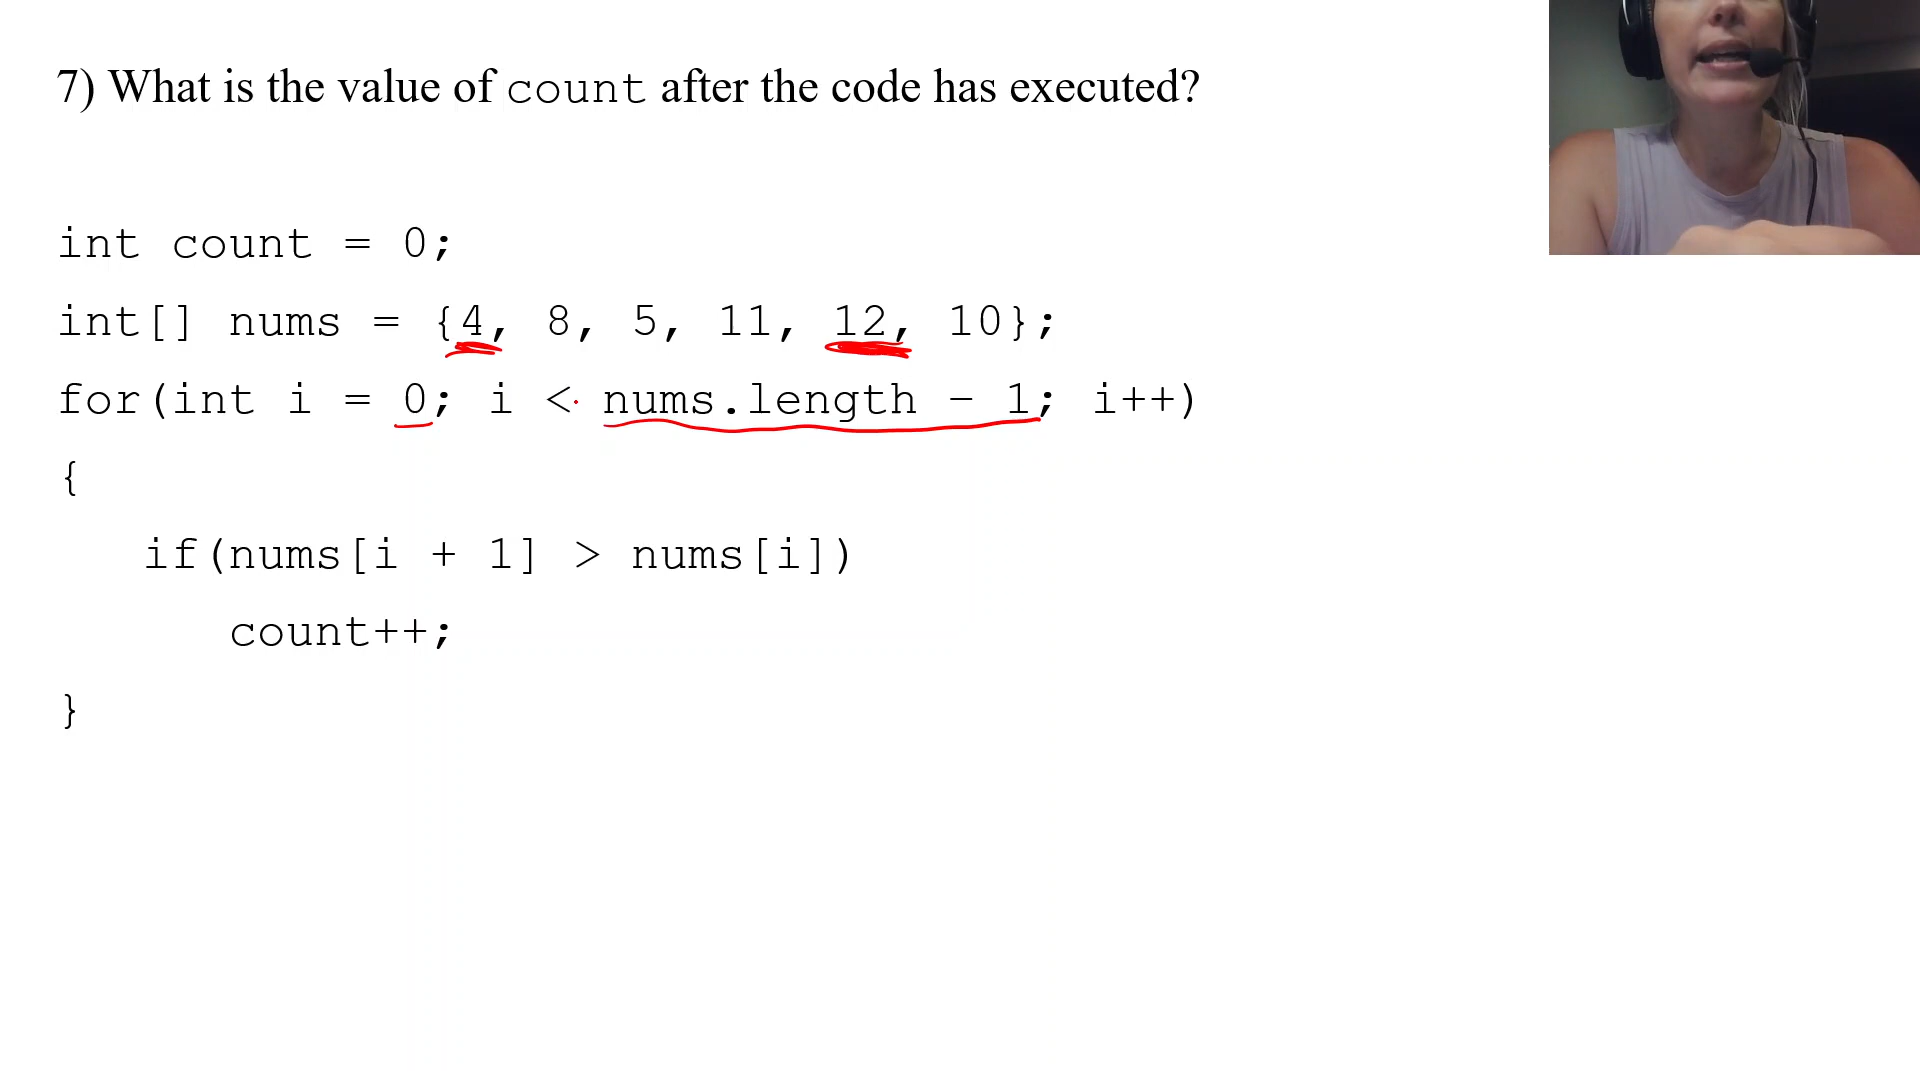 7) What is the value of count after the code has executed?
int count = 0;
int[] nums = {4, 8, 5, 11, 12, 10};
for(int i = 0; i < nums.length - 1; i++)
{
if(nums[i + 1] > nums[i])
count++;
}